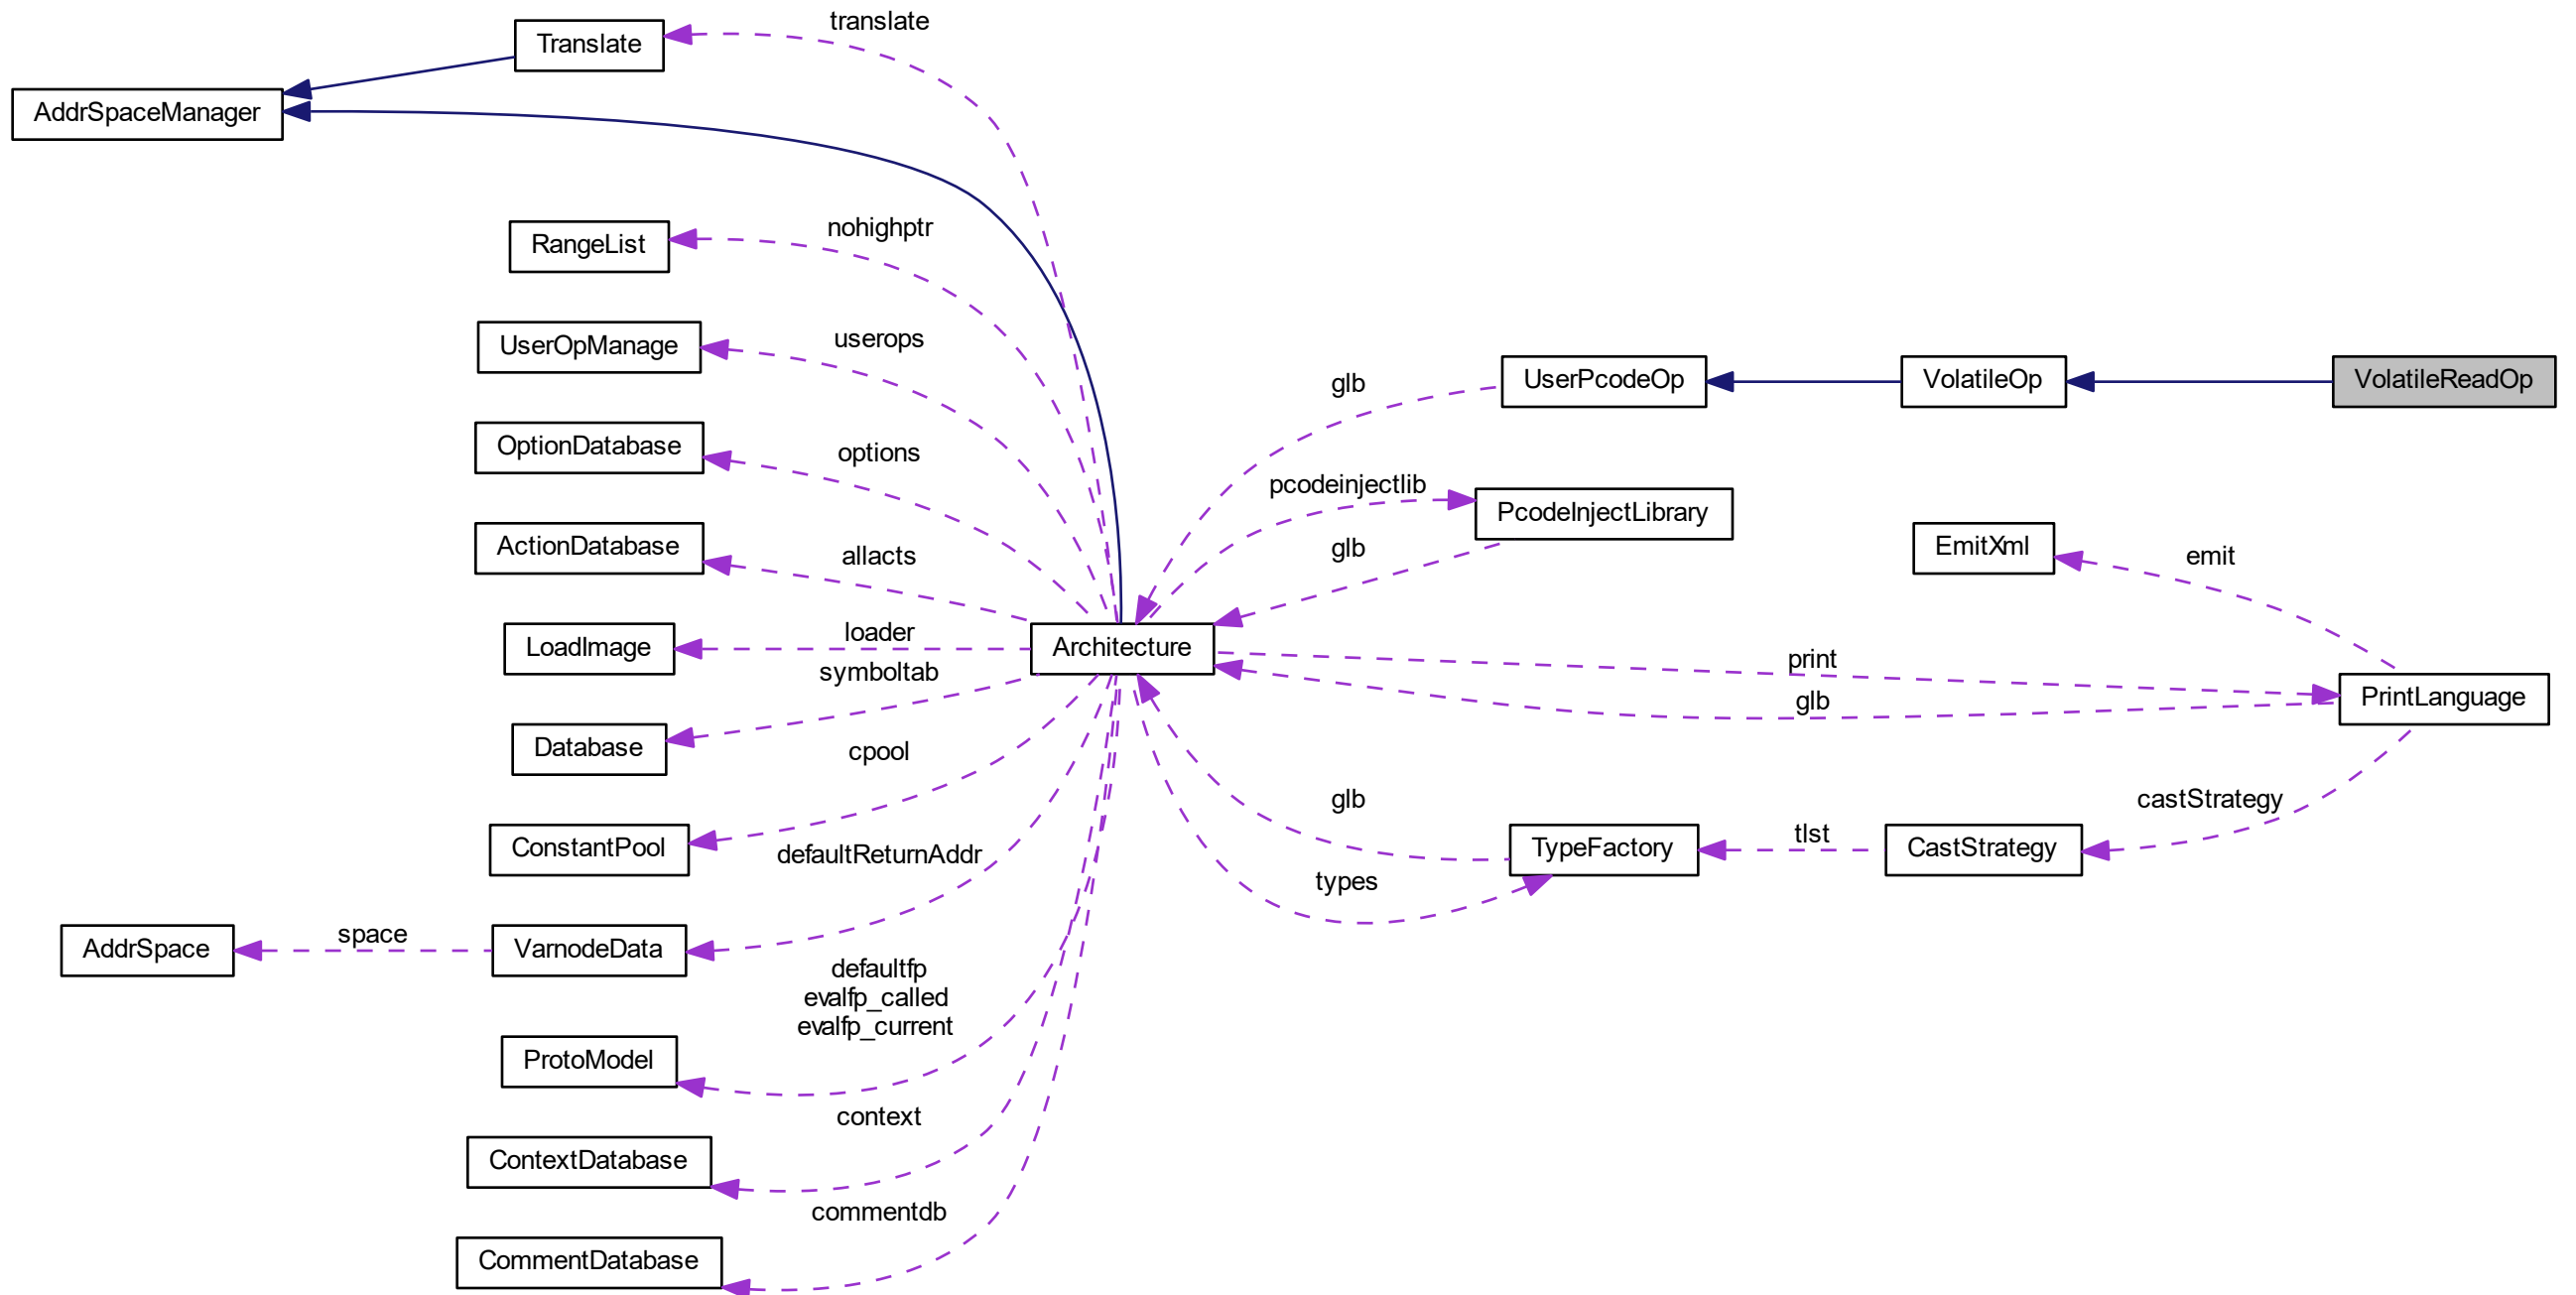 translate
Translate
AddrSpaceManager
nohighptr
RangeList
userops
UserOpManage
glb
UserPcodeOp
VolatileOp
VolatileReadOp
options
OptionDatabase
pcodeinjectlib
PcodeInjectLibrary
allacts
ActionDatabase
glb
EmitXml
emit
loader
LoadImage
Architecture
symboltab
print
glb
PrintLanguage
Database
cpool
ConstantPool
glb
types
TypeFactory
tlst
CastStrategy
castStrategy
defaultReturnAddr
AddrSpace
space
VarnodeData
defaultfp
evalfp_called
evalfp_current
ProtoModel
context
ContextDatabase
commentdb
CommentDatabase